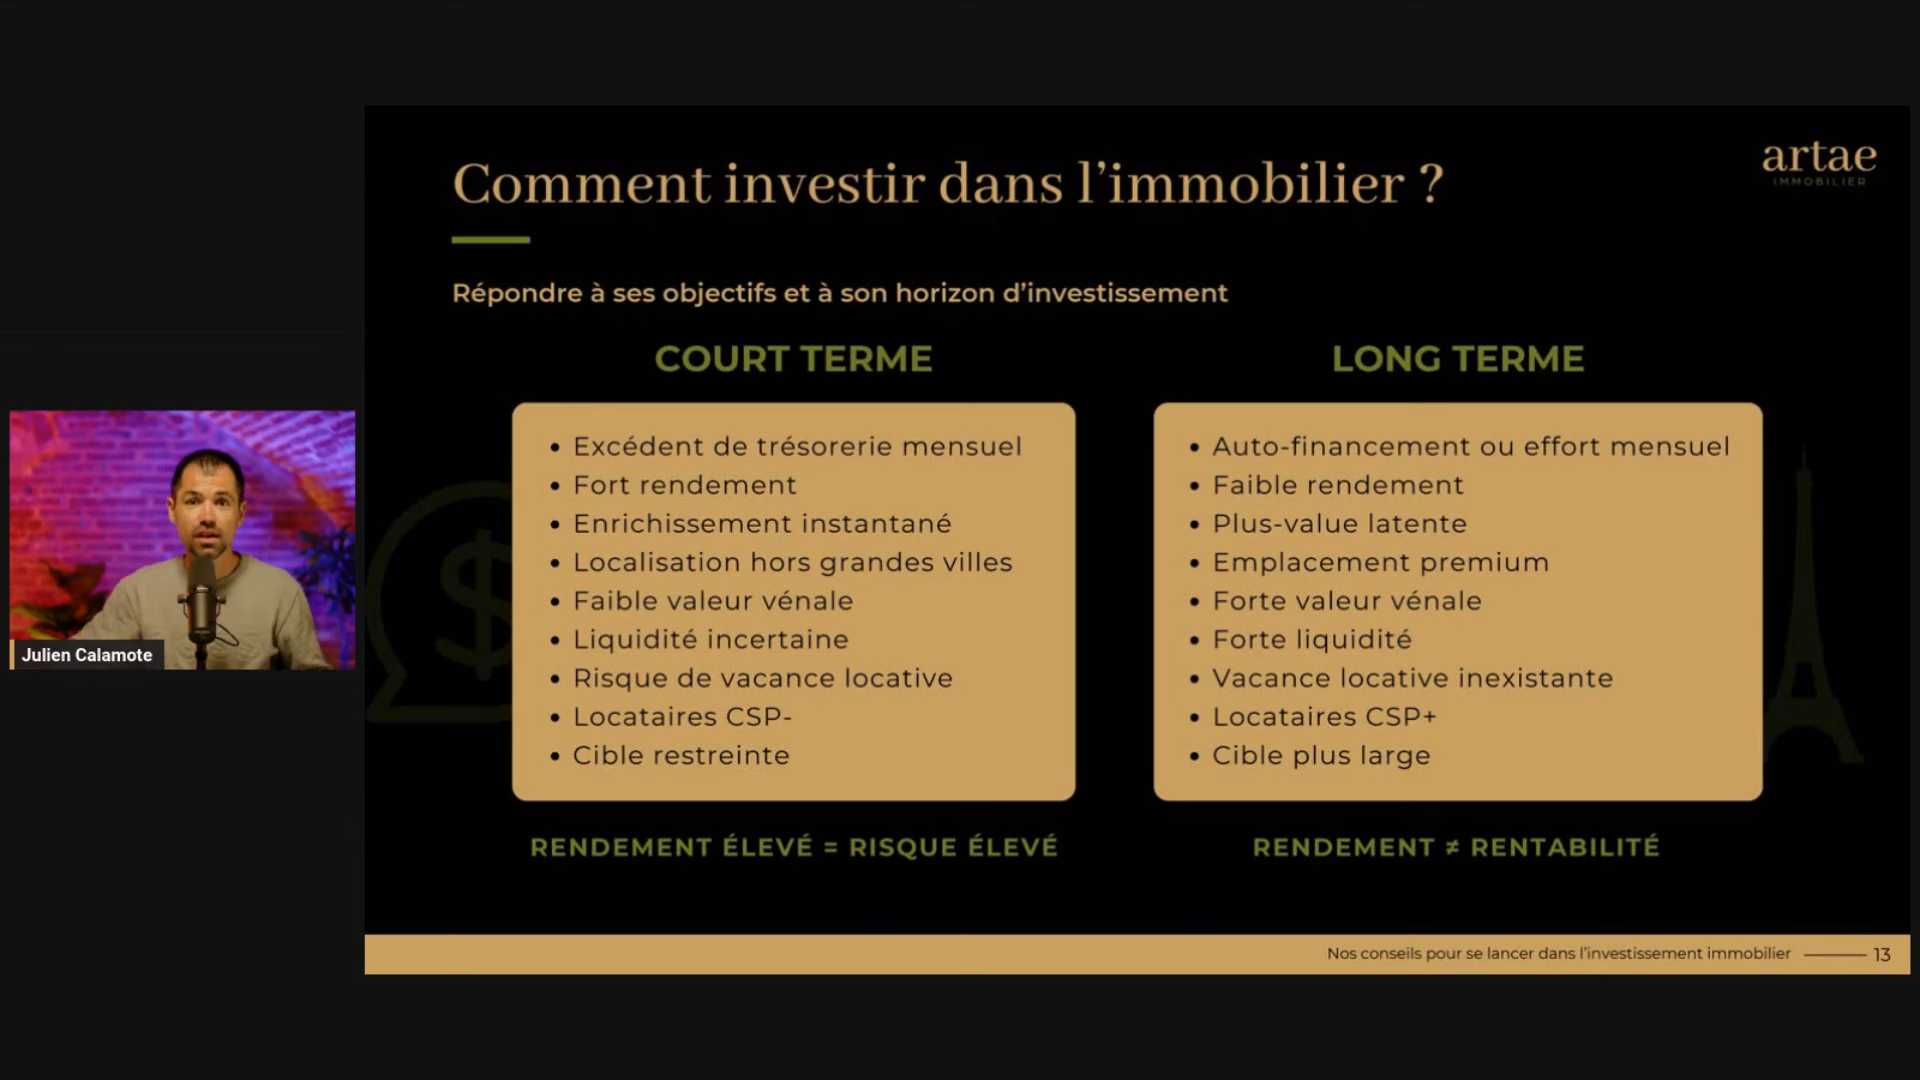 artae
IMMOBILIER
Comment investir dans l’immobilier ?
Répondre à ses objectifs et à son horizon d’investissement
COURT TERME
• Excédent de trésorerie mensuel
• Fort rendement
• Enrichissement instantané
• Localisation hors grandes villes
• Faible valeur vénale
• Liquidité incertaine
• Risque de vacance locative
• Locataires CSP-
• Cible restreinte
RENDEMENT ÉLEVÉ = RISQUE ÉLEVÉ
LONG TERME
• Auto-financement ou effort mensuel
• Faible rendement
• Plus-value latente
• Emplacement premium
• Forte valeur vénale
• Forte liquidité
• Vacance locative inexistante
• Locataires CSP+
• Cible plus large
RENDEMENT ≠ RENTABILITÉ
Julien Calamote
Nos conseils pour se lancer dans l’investissement immobilier
13